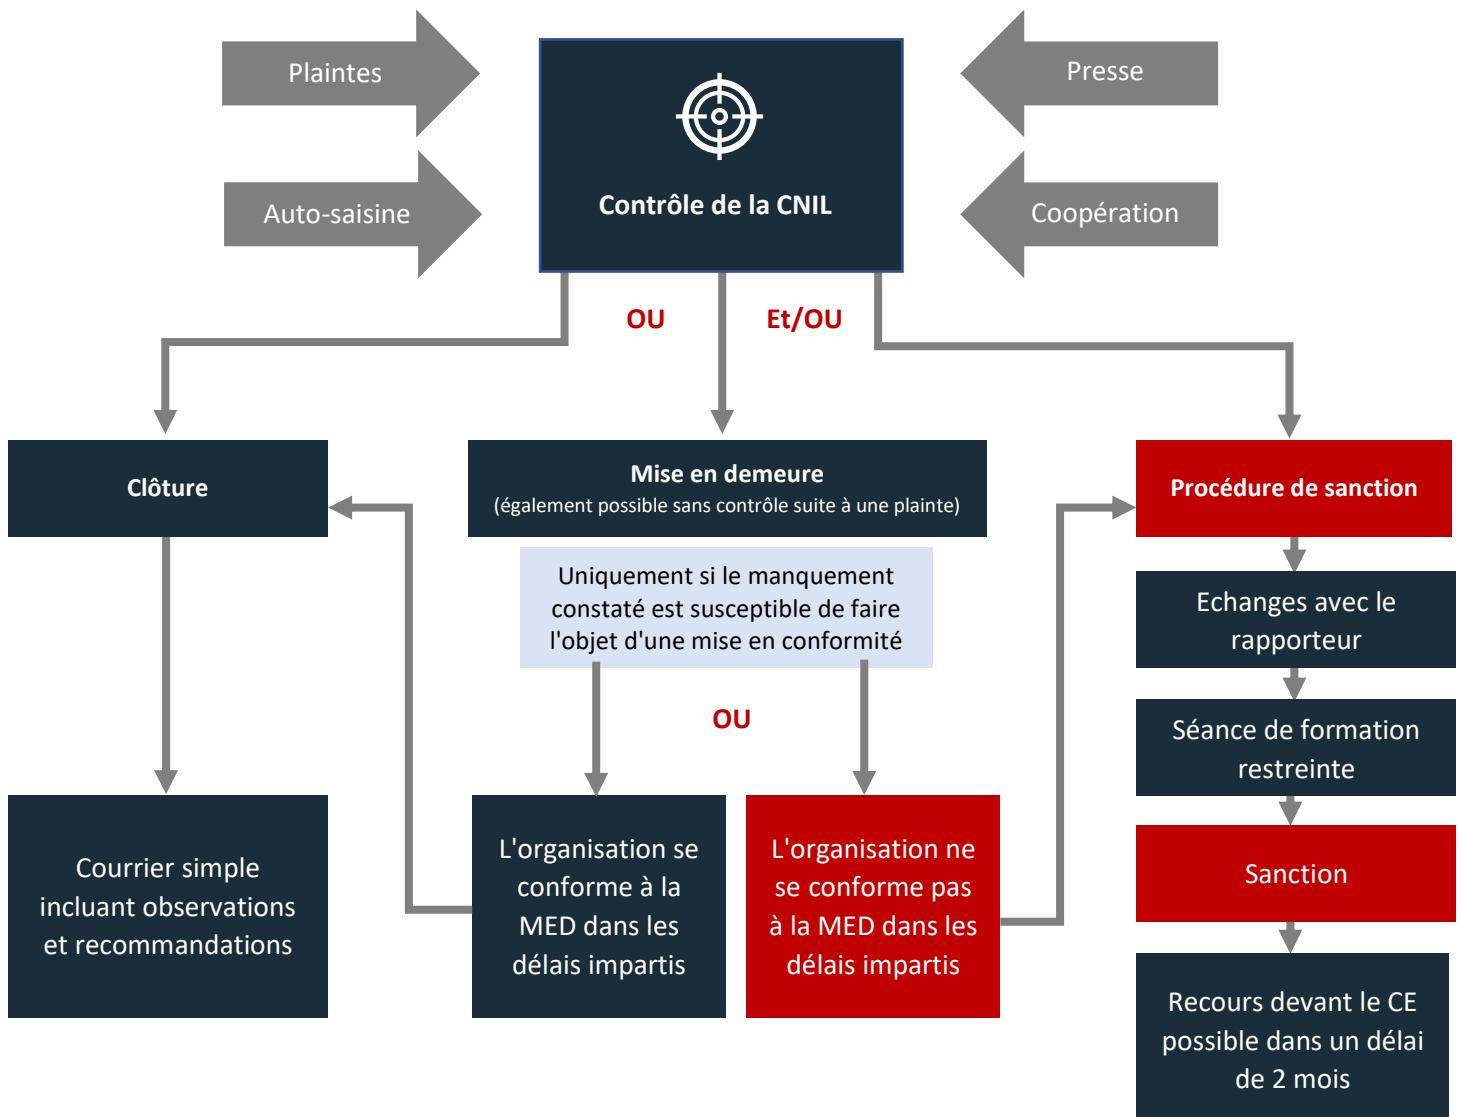 Plaintes
Presse
Auto-saisine
Contrôle de la CNIL
Coopération
OU
Et/OU
Clôture
Mise en demeure
(également possible sans contrôle suite à une plainte)
Procédure de sanction
Uniquement si le manquement
constaté est susceptible de faire
l'objet d'une mise en conformité
OU
Courrier simple
incluant observations
et recommandations
L'organisation se
conforme à la
MED dans les
délais impartis
L'organisation ne
se conforme pas
à la MED dans les
délais impartis
Echanges avec le
rapporteur
Séance de formation
restreinte
Sanction
Recours devant le CE
possible dans un délai
de 2 mois